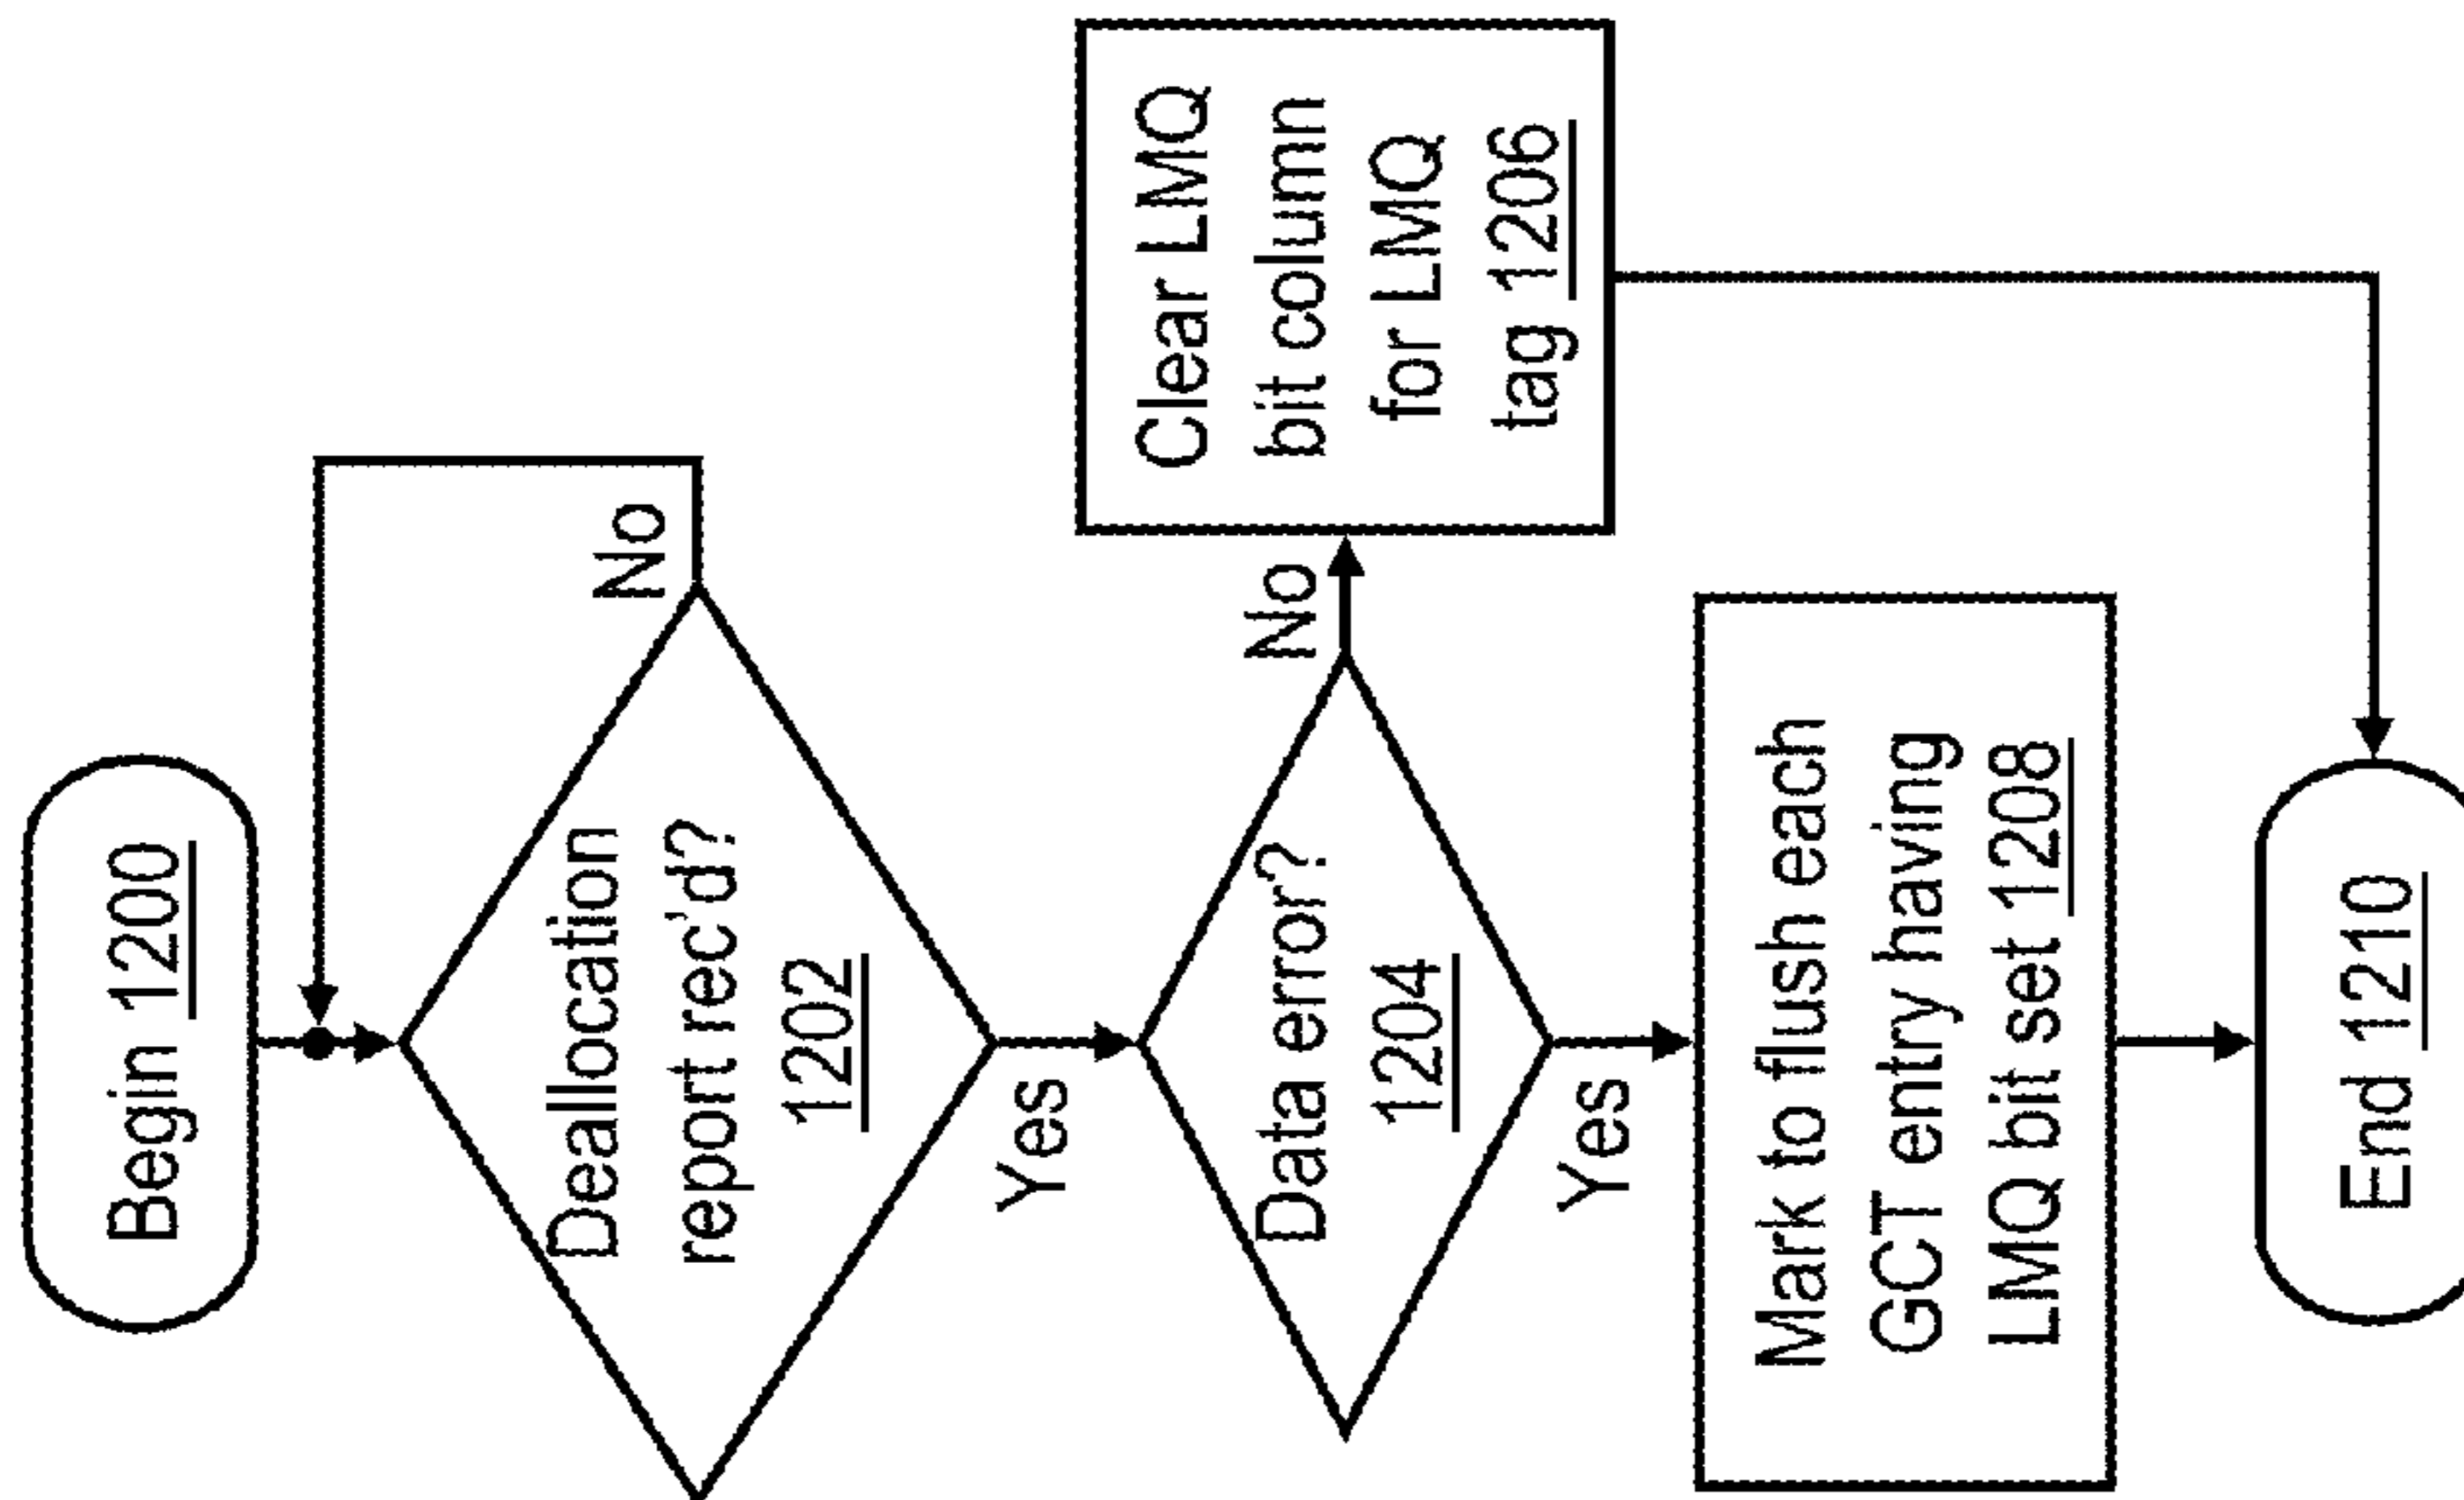 Begin 1200
Deallocation
report rec'd?
1202
No
Yes
Data error?
1204
No
Clear LMQ
bit column
for LMQ
tag 1206
Yes
Mark to flush each
GCT entry having
LMQ bit set 1208
End 1210